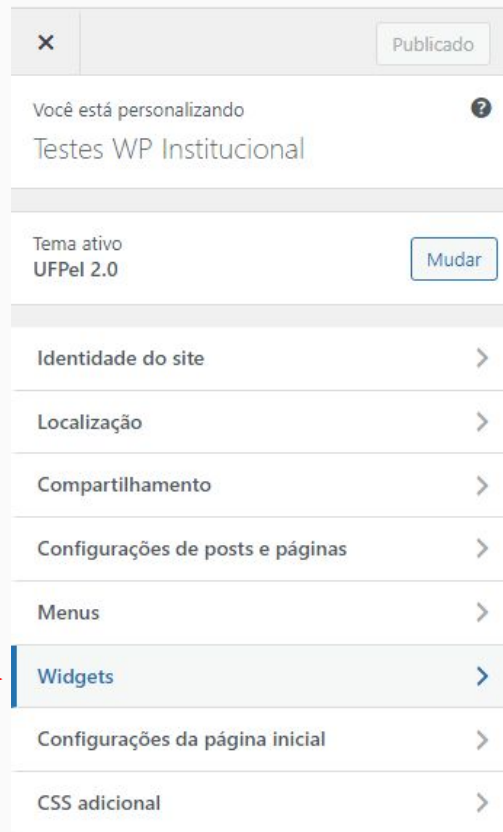 Publicado
Você está personalizando
Testes WP Institucional
Tema ativo
UFPel 2.0
Mudar
Identidade do site
Localização
Compartilhamento
Configurações de posts e páginas
Menus
Widgets
Configurações da página inicial
CSS adicional